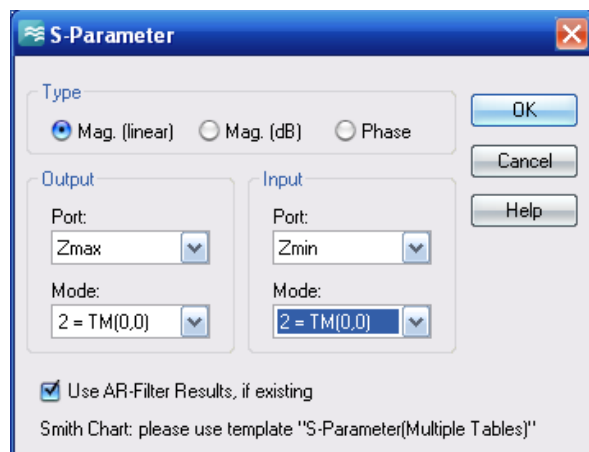 S-Parameter
Type
Mag. (linear)
Mag. (dB)
Phase
OK
Cancel
Help
Output
Port:
Zmax
Mode:
2 = TM(0,0)
Input
Port:
Zmin
Mode:
2 = TM(0,0)
Use AR-Filter Results, if existing
Smith Chart: please use template "S-Parameter(Multiple Tables)"